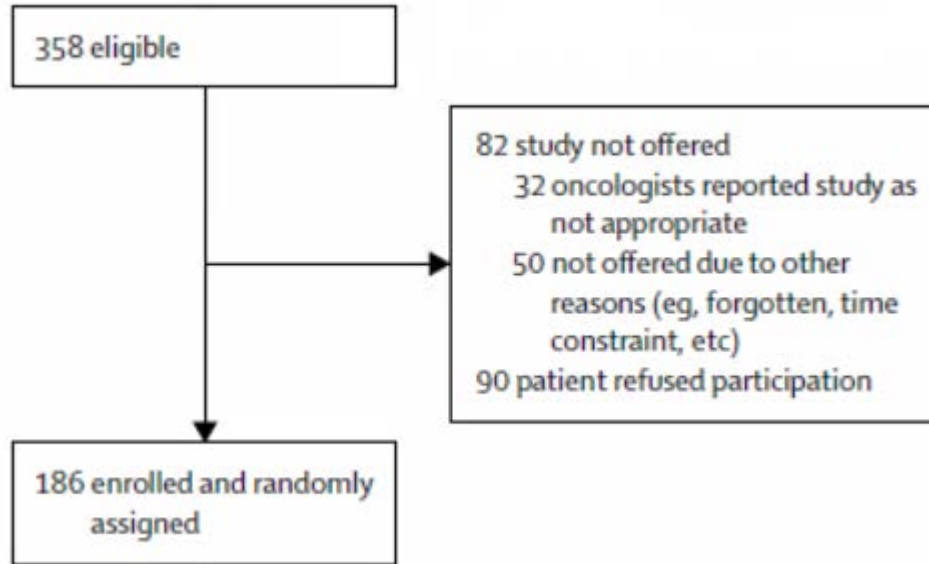 358 eligible
82 study not offered
32 oncologists reported study as
not appropriate
50 not offered due to other
reasons (eg, forgotten, time
constraint, etc)
90 patient refused participation
186 enrolled and randomly
assigned